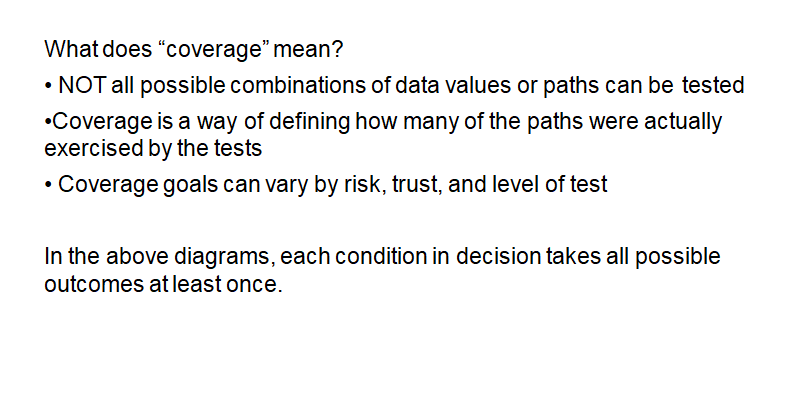 What does “coverage” mean?
• NOT all possible combinations of data values or paths can be tested
•Coverage is a way of defining how many of the paths were actually
exercised by the tests
• Coverage goals can vary by risk, trust, and level of test
In the above diagrams, each condition in decision takes all possible
outcomes at least once.